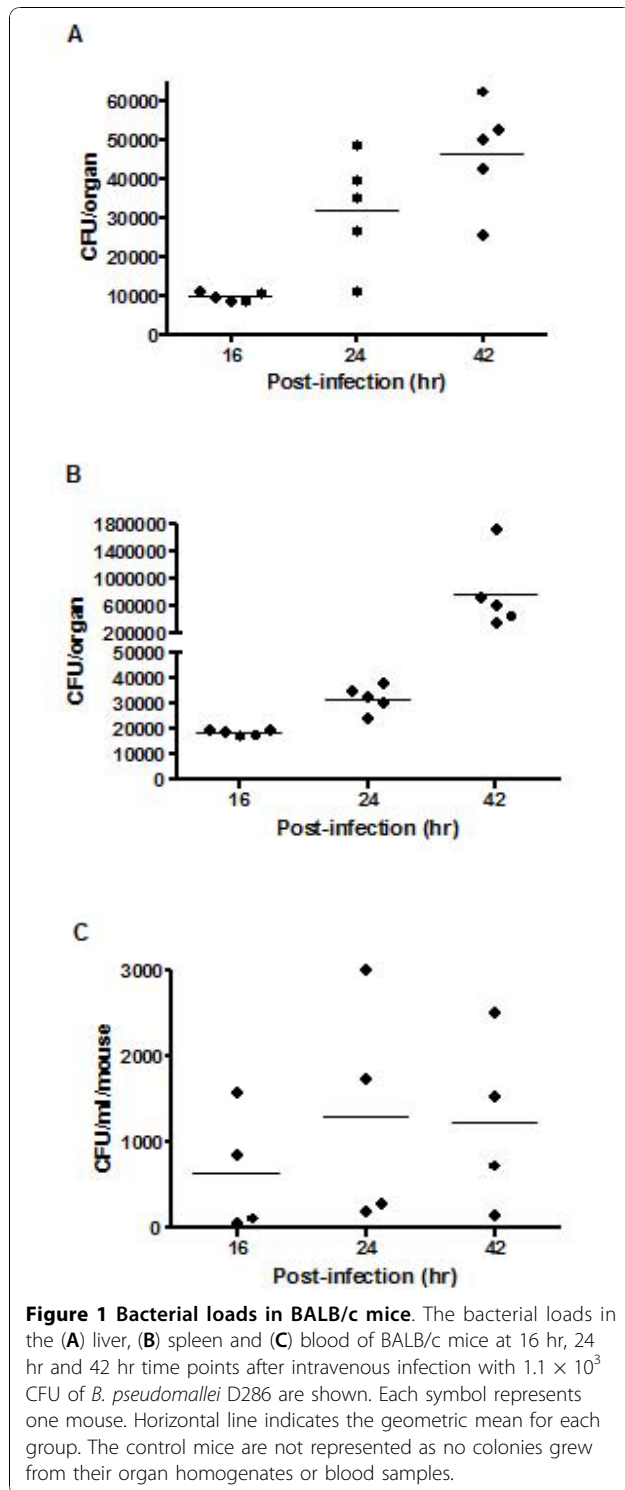 A
60000
50000
40000
30000
20000
10000
0
CFU/organ
16 24 42
Post-infection (hr)
B
1800000
1400000
1000000
600000
200000
50000
40000
30000
20000
10000
0
CFU/organ
16 24 42
Post-infection (hr)
C
3000
2000
1000
0
CFU/ml/mouse
16 24 42
Post-infection (hr)
Figure 1 Bacterial loads in BALB/c mice. The bacterial loads in
the (A) liver, (B) spleen and (C) blood of BALB/c mice at 16 hr, 24
hr and 42 hr time points after intravenous infection with 1.1 × 10³
CFU of B. pseudomallei D286 are shown. Each symbol represents
one mouse. Horizontal line indicates the geometric mean for each
group. The control mice are not represented as no colonies grew
from their organ homogenates or blood samples.